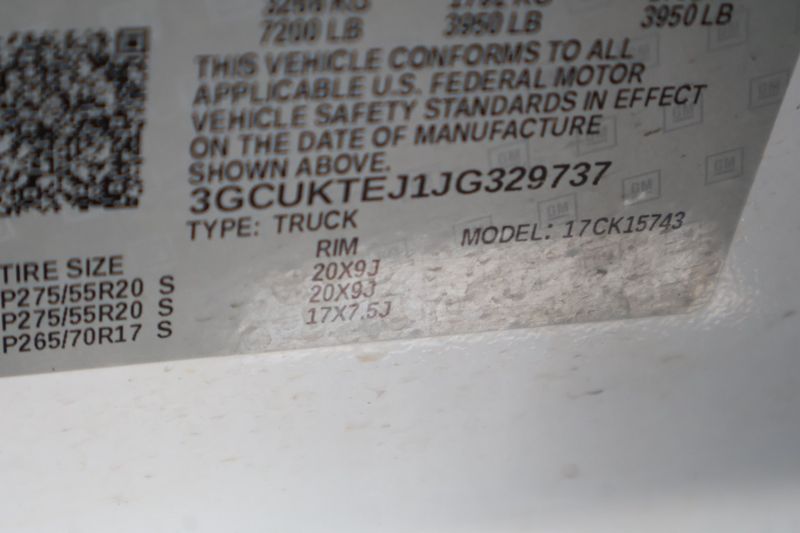 7200 LB 3950 LB 3950 LB
THIS VEHICLE CONFORMS TO ALL
APPLICABLE U.S. FEDERAL MOTOR
VEHICLE SAFETY STANDARDS IN EFFECT
ON THE DATE OF MANUFACTURE
SHOWN ABOVE.
3GCUKTEJ1JG329737
TYPE: TRUCK MODEL: 17CK15743
TIRE SIZE RIM
P275/55R20 S 20X9J
P275/55R20 S 20X9J
P265/70R17 S 17X7.5J